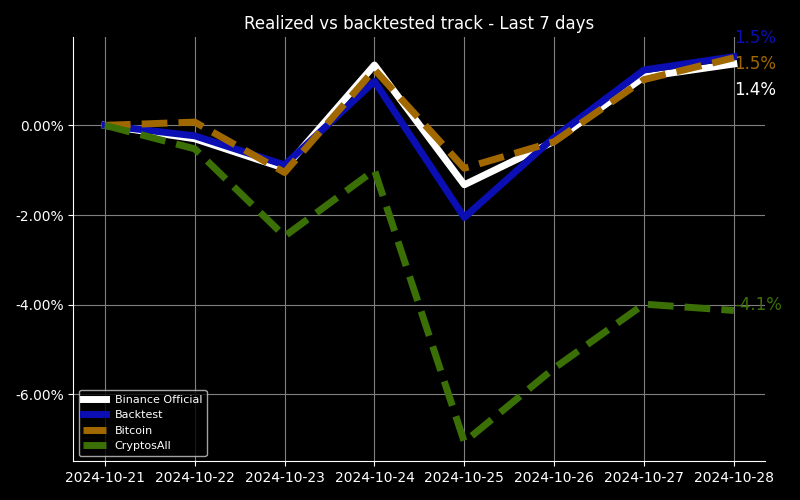 Realized vs backtested track - Last 7 days
1.5%
1.5%
1.4%
0.00%
-2.00%
-4.00%
-4.1%
-6.00%
Binance Official
Backtest
Bitcoin
CryptosAll
2024-10-21 2024-10-22 2024-10-23 2024-10-24 2024-10-25 2024-10-26 2024-10-27 2024-10-28